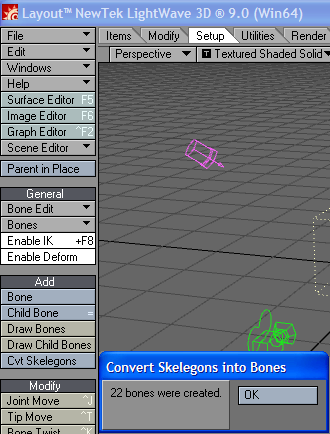 Layout™ NewTek LightWave 3D ® 9.0 (Win64)
File
Items Modify Setup Utilities Render
Edit
Perspective T Textured Shaded Solid
Windows
Help
Surface Editor F5
Image Editor F6
Graph Editor ^F2
Scene Editor
Parent in Place
General
Bone Edit
Bones
Enable IK +F8
Enable Deform
Add
Bone
Child Bone =
Draw Bones
Draw Child Bones
Cvt Skelegons
Modify
Joint Move ^J
Tip Move ^T
Bone Twist ^K
Convert Skelegons into Bones
22 bones were created.
OK